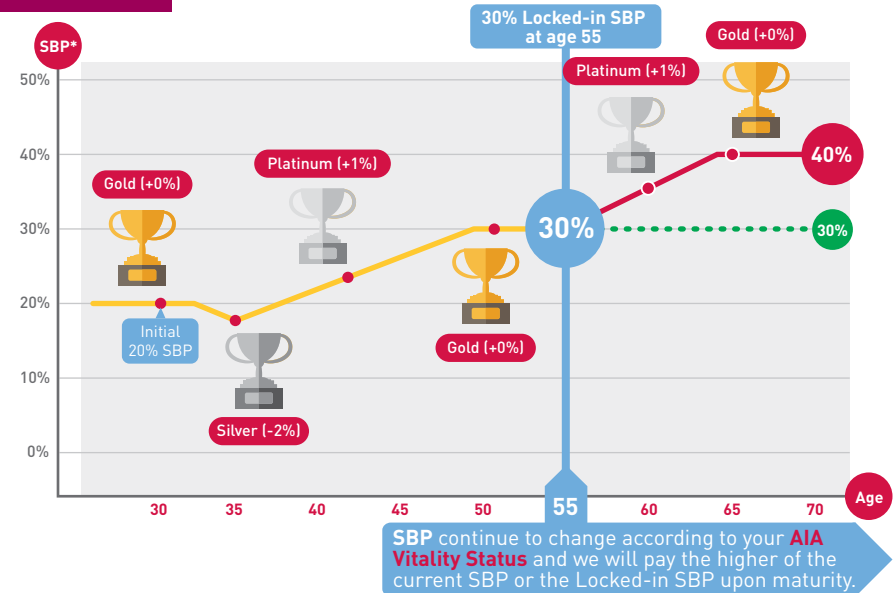 SBP*
30% Locked-in SBP
at age 55
Gold (+0%)
Platinum (+1%)
50%
40%
30%
20%
10%
0%
Gold (+0%)
Platinum (+1%)
40%
30%
30%
Initial
20% SBP
Gold (+0%)
Silver (-2%)
30
35
40
45
50
55
60
65
70
Age
SBP continue to change according to your AIA
Vitality Status and we will pay the higher of the
current SBP or the Locked-in SBP upon maturity.